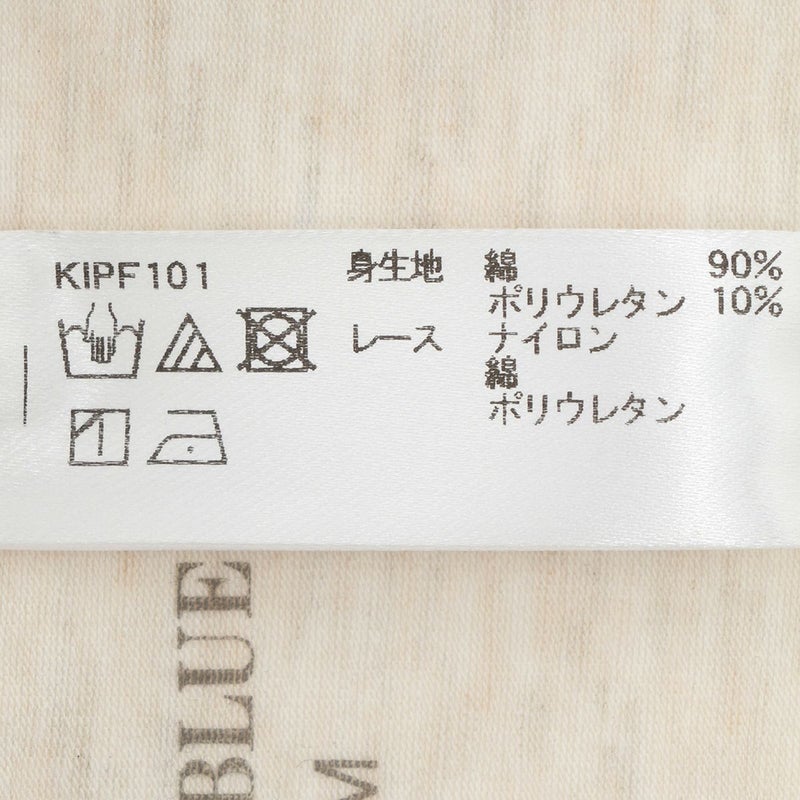 KIPF101 身生地 綿 90%
ポリウレタン 10%
レース ナイロン
綿
ポリウレタン
BLUE
M